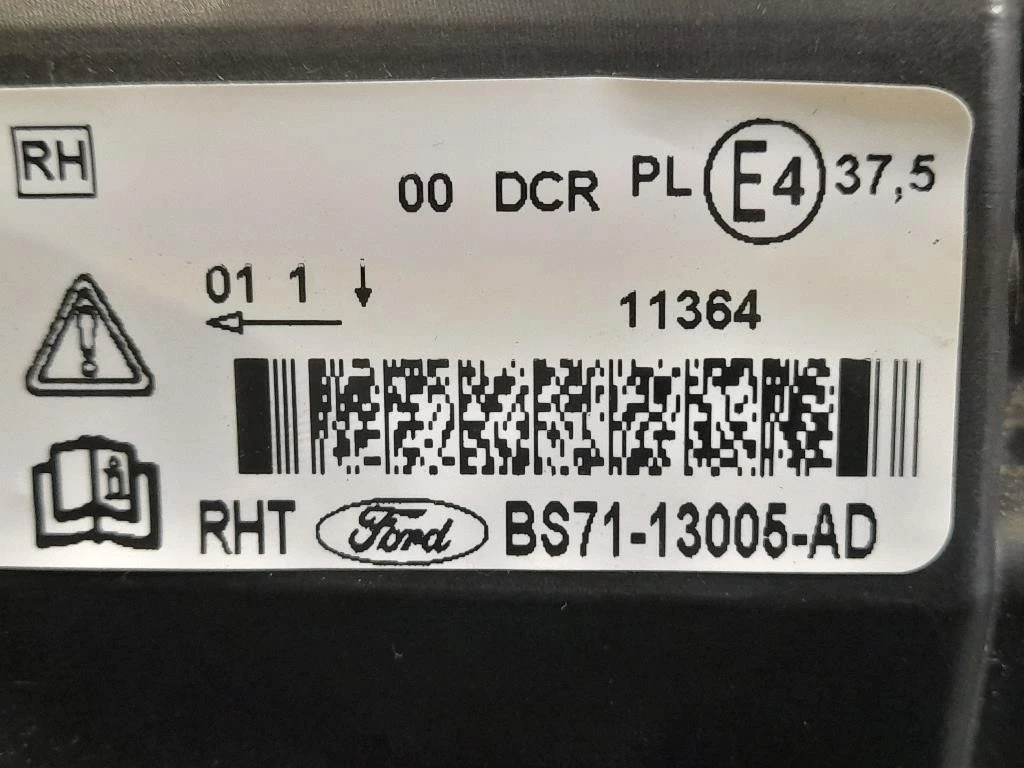 RH
00 DCR PL E4 37,5
01 1
11364
RHT Ford BS71-13005-AD